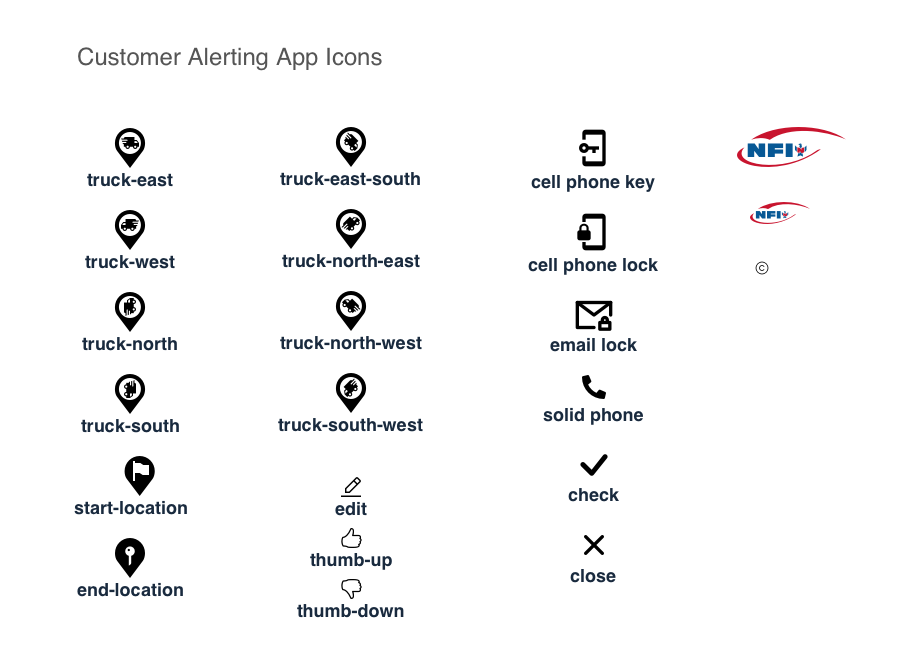 Customer Alerting App Icons
truck-east
truck-west
truck-north
truck-south
start-location
end-location
truck-east-south
truck-north-east
truck-north-west
truck-south-west
edit
thumb-up
thumb-down
cell phone key
cell phone lock
email lock
solid phone
check
close
NFI
NFI
©